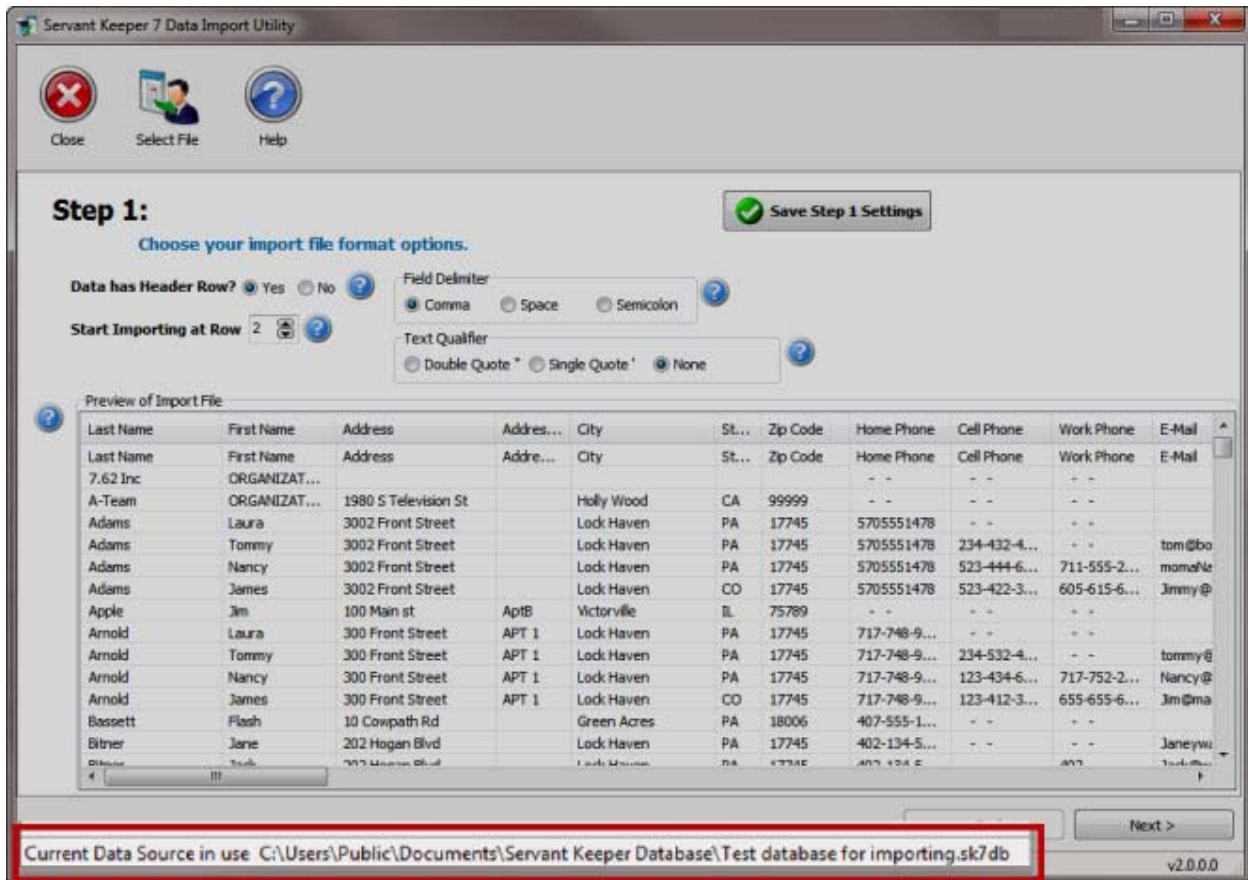 Servant Keeper 7 Data Import Utility
Close Select File Help
Step 1:
Save Step 1 Settings
Choose your import file format options.
Data has Header Row? Yes No
Field Delimiter
Comma Space Semicolon
Start Importing at Row 2
Text Qualifier
Double Quote " Single Quote ' None
Preview of Import File
Last Name First Name Address Addres... City St... Zip Code Home Phone Cell Phone Work Phone E-Mail
Last Name First Name Address Addre... City St... Zip Code Home Phone Cell Phone Work Phone E-Mail
7.62 Inc ORGANIZAT... - - - - - -
A-Team ORGANIZAT... 1980 S Television St Holly Wood CA 99999 - - - - - -
Adams Laura 3002 Front Street Lock Haven PA 17745 5705551478 - - - -
Adams Tommy 3002 Front Street Lock Haven PA 17745 5705551478 234-432-4... - - tom@bo
Adams Nancy 3002 Front Street Lock Haven PA 17745 5705551478 523-444-6... 711-555-2... momaNa
Adams James 3002 Front Street Lock Haven CO 17745 5705551478 523-422-3... 605-615-6... Jimmy@
Apple Jim 100 Main st AptB Victorville IL 75789 - - - - - -
Arnold Laura 300 Front Street APT 1 Lock Haven PA 17745 717-748-9... - - - -
Arnold Tommy 300 Front Street APT 1 Lock Haven PA 17745 717-748-9... 234-532-4... - - tommy@
Arnold Nancy 300 Front Street APT 1 Lock Haven PA 17745 717-748-9... 123-434-6... 717-752-2... Nancy@
Arnold James 300 Front Street APT 1 Lock Haven CO 17745 717-748-9... 123-412-3... 655-655-6... Jim@ma
Bassett Flash 10 Cowpath Rd Green Acres PA 18006 407-555-1... - - - -
Bitner Jane 202 Hogan Blvd Lock Haven PA 17745 402-134-5... - - - - Janeywa
Next >
Current Data Source in use C:\Users\Public\Documents\Servant Keeper Database\Test database for importing.sk7db
v2.0.0.0